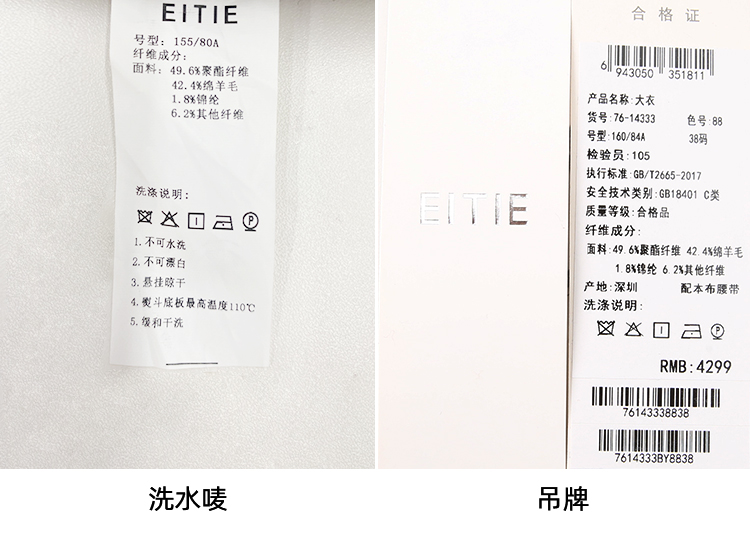 EITIE
号型: 155/80A
纤维成分:
面料: 49.6%聚酯纤维
42.4%绵羊毛
1.8%锦纶
6.2%其他纤维
洗涤说明:
P
1.不可水洗
2.不可漂白
3.悬挂晾干
4.熨斗底板最高温度110℃
5.缓和干洗
洗水唛
EITIE
合格证
6 943050 351811
产品名称:大衣
货号:76-14333 色号:88
号型:160/84A 38码
检验员:105
执行标准:GB/T2665-2017
安全技术类别:GB18401 C类
质量等级:合格品
纤维成分:
面料:49.6%聚酯纤维 42.4%绵羊毛
1.8%锦纶 6.2%其他纤维
产地:深圳 配本布腰带
洗涤说明:
P
RMB:4299
76143338838
7614333BY8838
吊牌